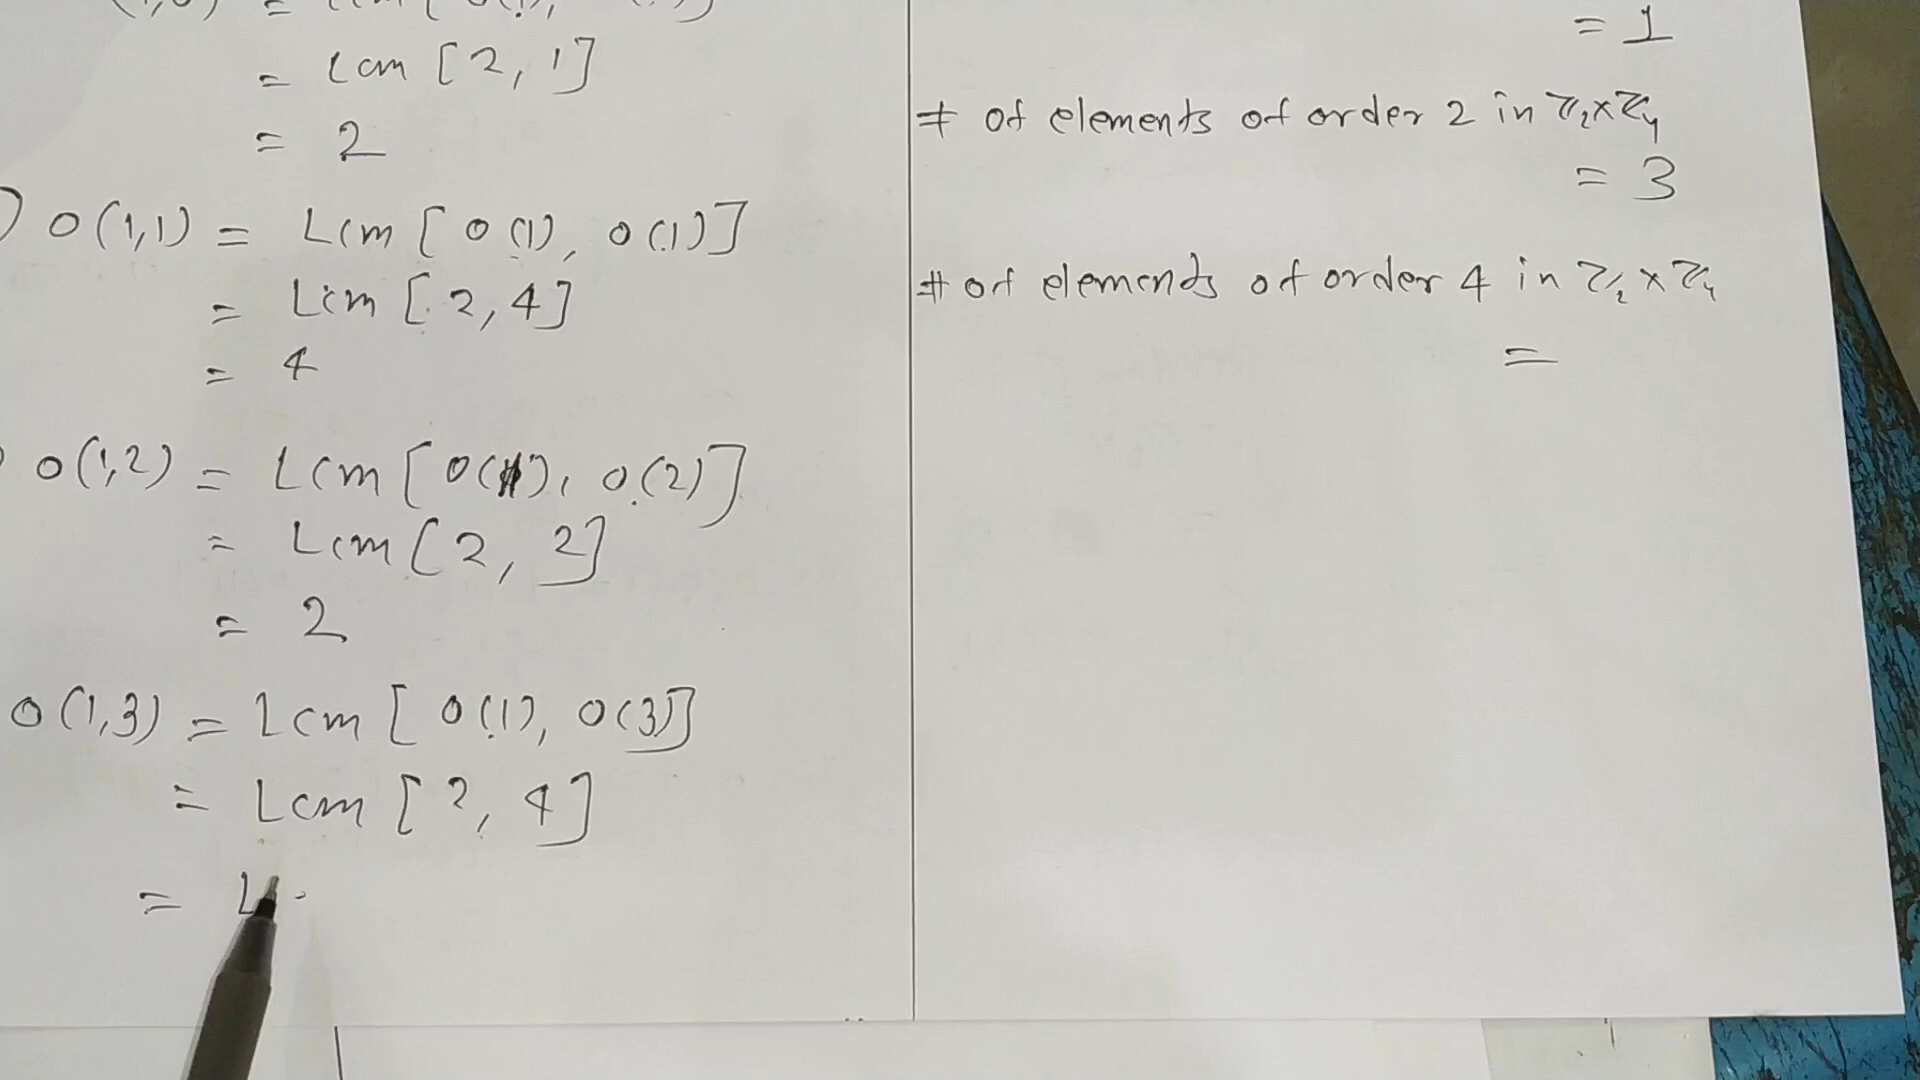 = Lcm [2, 1]
= 2
O(1,1) = Lcm [O(1), O(1)]
= Lcm [2, 4]
= 4
O(1,2) = Lcm [O(1), O(2)]
= Lcm [2, 2]
= 2
O(1,3) = Lcm [O(1), O(3)]
= Lcm [2, 4]
= 4
= 1
# of elements of order 2 in ℤ₂×ℤ₄
= 3
# of elements of order 4 in ℤ₂×ℤ₄
=